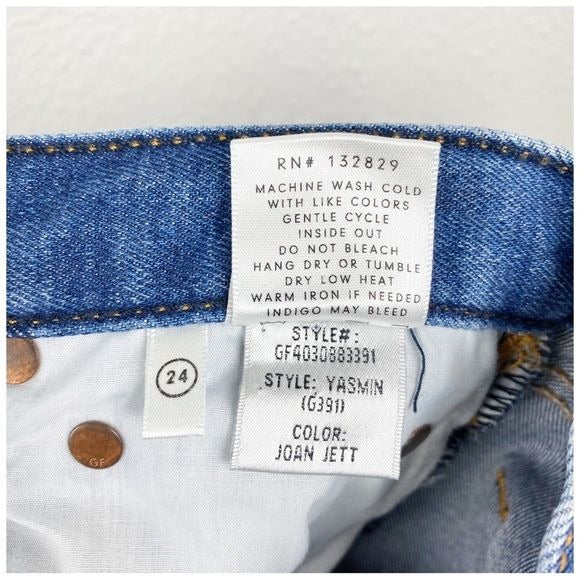 RN# 132829
MACHINE WASH COLD
WITH LIKE COLORS
GENTLE CYCLE
INSIDE OUT
DO NOT BLEACH
HANG DRY OR TUMBLE
DRY LOW HEAT
WARM IRON IF NEEDED
INDIGO MAY BLEED
STYLE#:
GF4030883391
STYLE: YASMIN
(G391)
COLOR:
JOAN JETT
24
GF